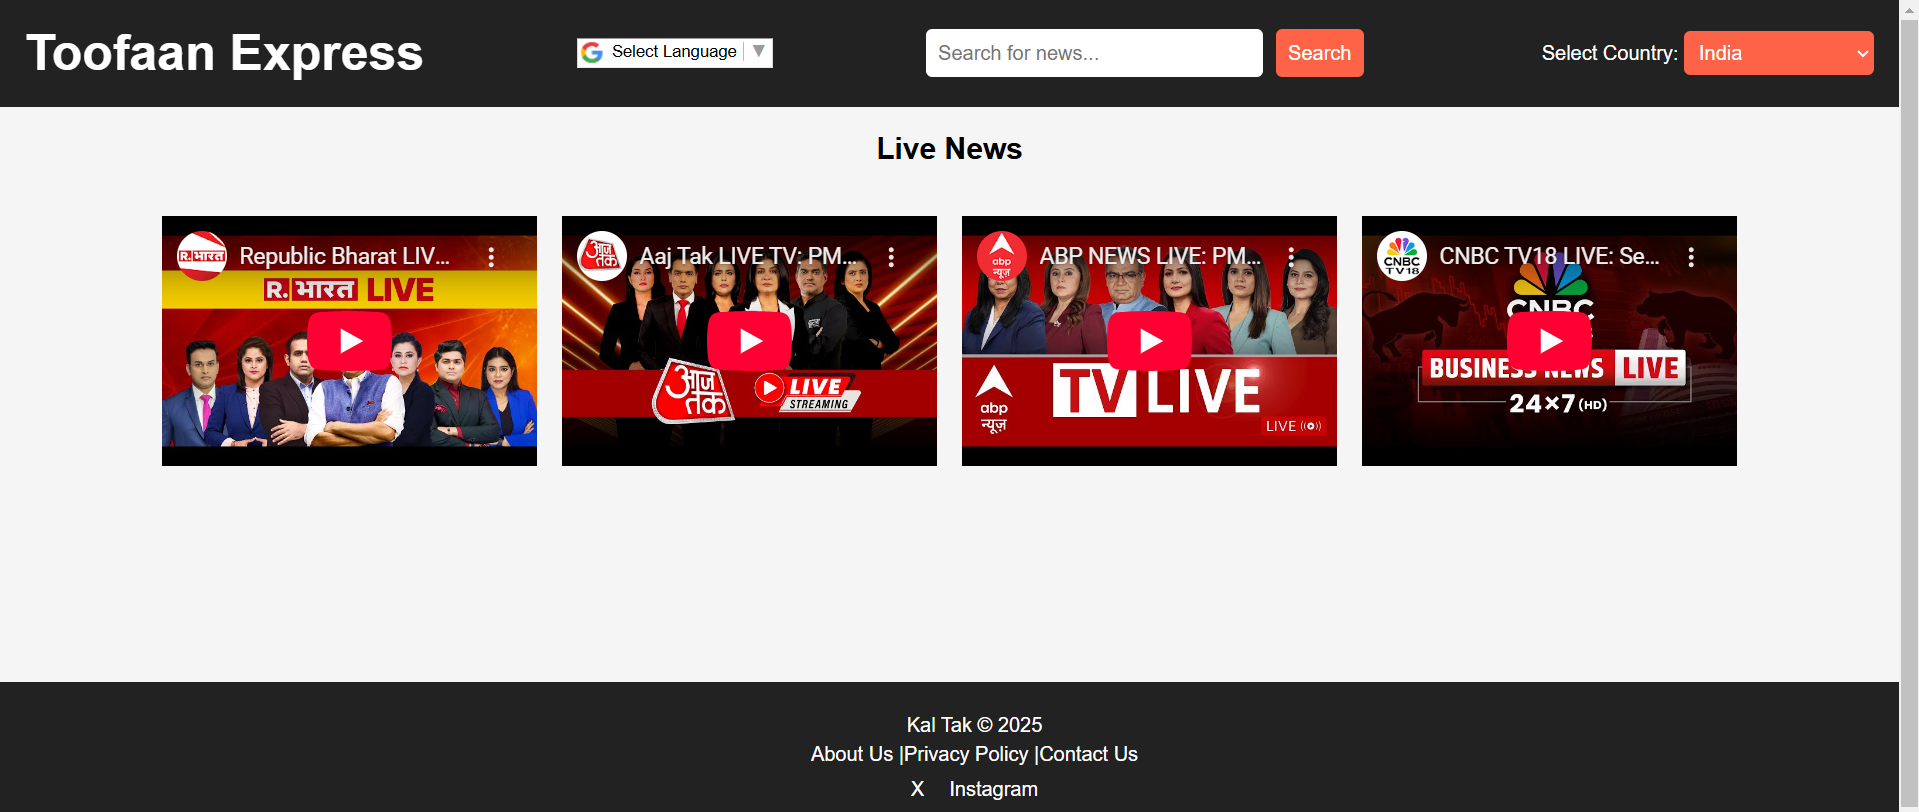 Toofaan Express
Select Language ▼
Search for news...
Search
Select Country: India
Live News
र.भारत
Republic Bharat LIV...
R.भारत LIVE
आज तक
Aaj Tak LIVE TV: PM...
आज तक
LIVE
STREAMING
abp
न्यूज़
ABP NEWS LIVE: PM...
abp
न्यूज़
TV LIVE
LIVE
CNBC
TV18
CNBC TV18 LIVE: Se...
CNBC
BUSINESS NEWS LIVE
24×7 (HD)
Kal Tak © 2025
About Us |Privacy Policy |Contact Us
X Instagram